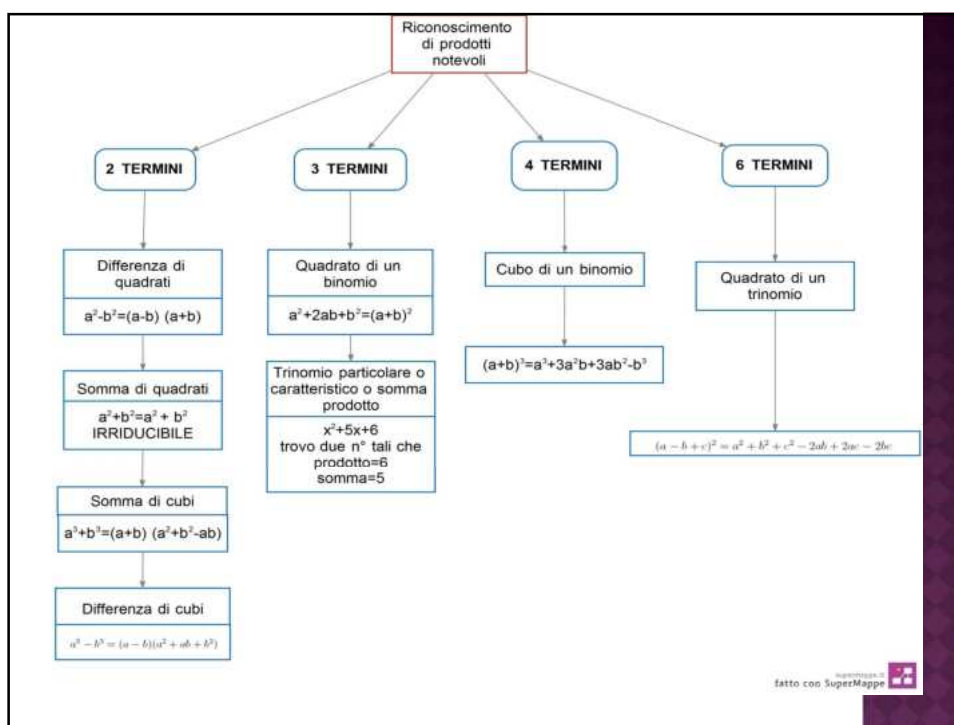 Riconoscimento
di prodotti
notevoli
2 TERMINI
Differenza di
quadrati
a²-b²=(a-b) (a+b)
Somma di quadrati
a²+b²=a² + b²
IRRIDUCIBILE
Somma di cubi
a³+b³=(a+b) (a²+b²-ab)
Differenza di cubi
a³ − b³ = (a − b)(a² + ab + b²)
3 TERMINI
Quadrato di un
binomio
a²+2ab+b²=(a+b)²
Trinomio particolare o
caratteristico o somma
prodotto
x²+5x+6
trovo due n° tali che
prodotto=6
somma=5
4 TERMINI
Cubo di un binomio
(a+b)³=a³+3a²b+3ab²-b³
6 TERMINI
Quadrato di un
trinomio
(a − b + c)² = a² + b² + c² − 2ab + 2ac − 2bc
supermappe.it
fatto con SuperMappe